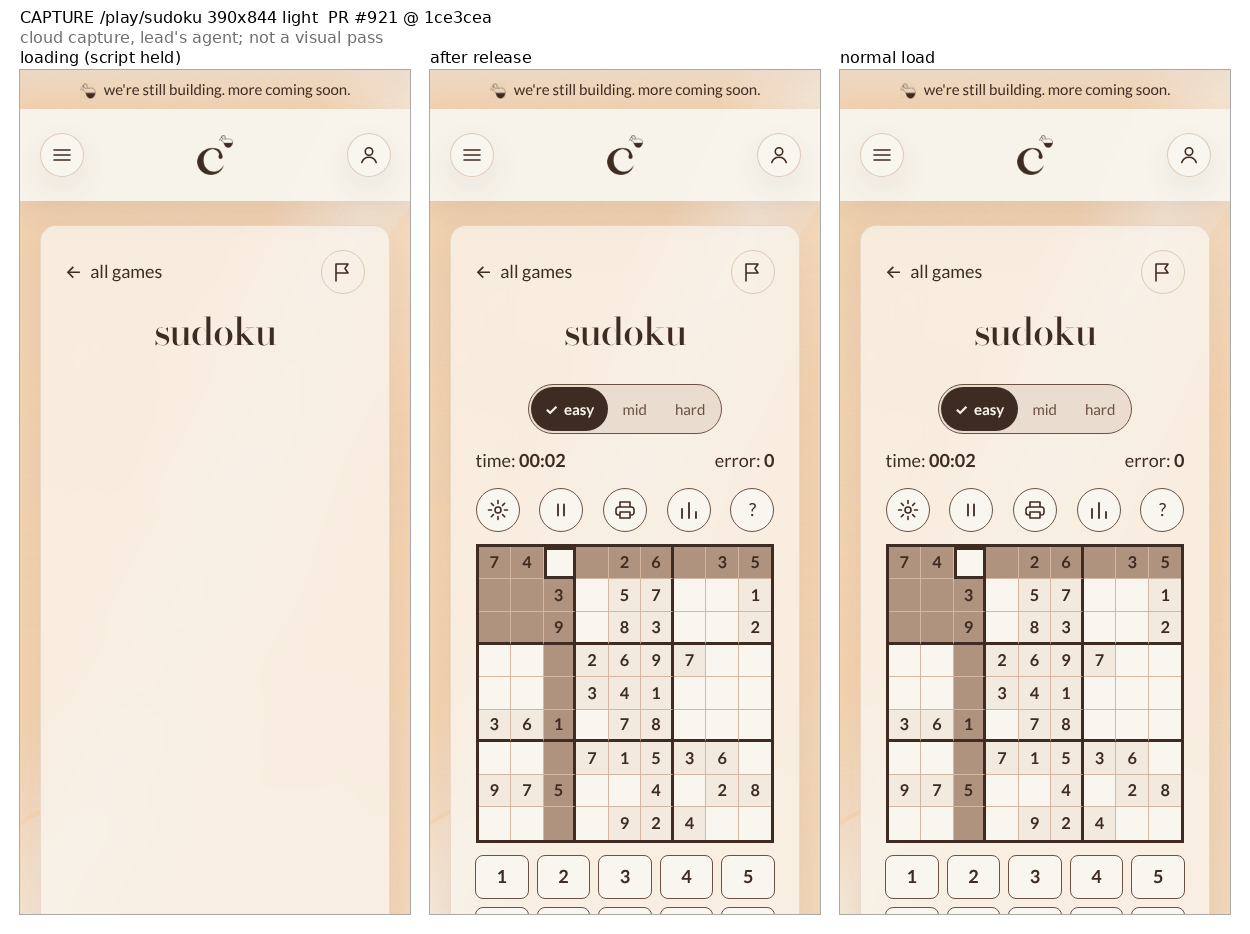 CAPTURE /play/sudoku 390x844 light PR #921 @ 1ce3cea
cloud capture, lead's agent; not a visual pass
loading (script held)
we're still building. more coming soon.
c
← all games
sudoku
after release
we're still building. more coming soon.
c
← all games
sudoku
✓ easy mid hard
time: 00:02 error: 0
?
7 4 2 6 3 5
3 5 7 1
9 8 3 2
2 6 9 7
3 4 1
3 6 1 7 8
7 1 5 3 6
9 7 5 4 2 8
9 2 4
1 2 3 4 5
normal load
we're still building. more coming soon.
c
← all games
sudoku
✓ easy mid hard
time: 00:02 error: 0
?
7 4 2 6 3 5
3 5 7 1
9 8 3 2
2 6 9 7
3 4 1
3 6 1 7 8
7 1 5 3 6
9 7 5 4 2 8
9 2 4
1 2 3 4 5